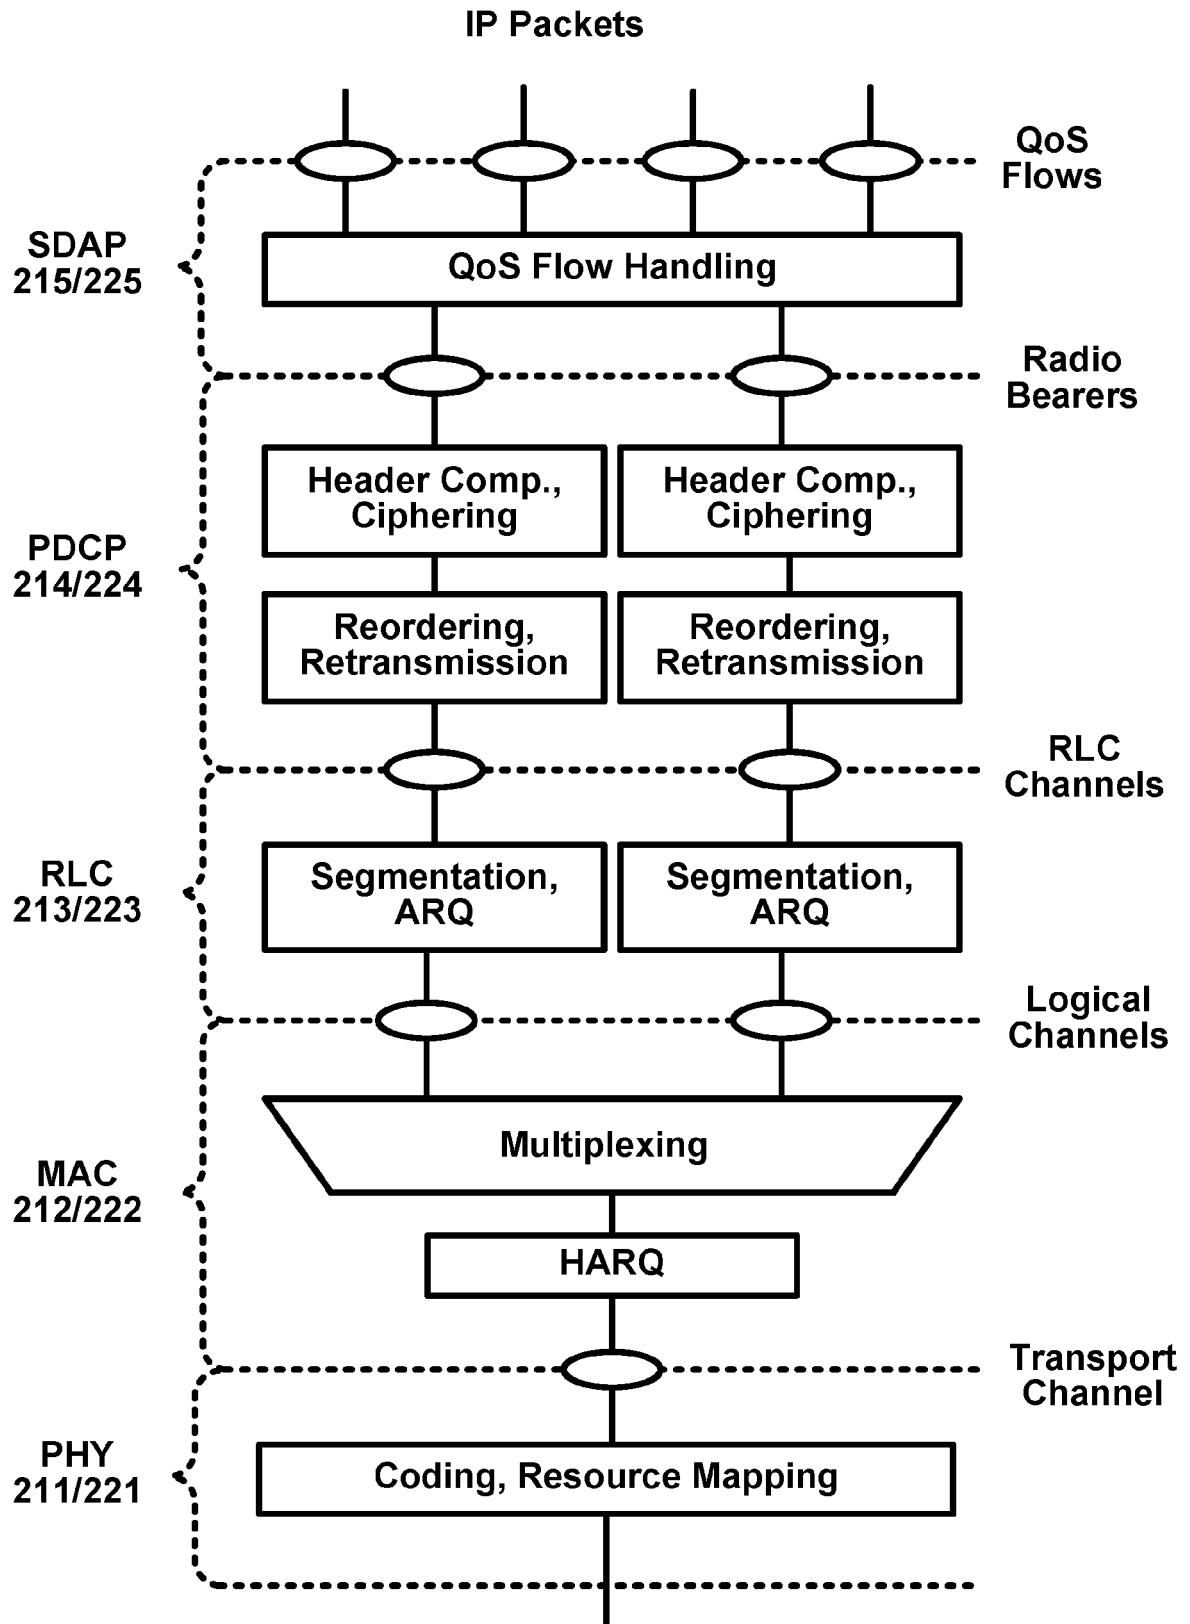 IP Packets
QoS
Flows
SDAP
215/225
QoS Flow Handling
Radio
Bearers
Header Comp.,
Ciphering
Header Comp.,
Ciphering
PDCP
214/224
Reordering,
Retransmission
Reordering,
Retransmission
RLC
Channels
RLC
213/223
Segmentation,
ARQ
Segmentation,
ARQ
Logical
Channels
Multiplexing
MAC
212/222
HARQ
Transport
Channel
PHY
211/221
Coding, Resource Mapping